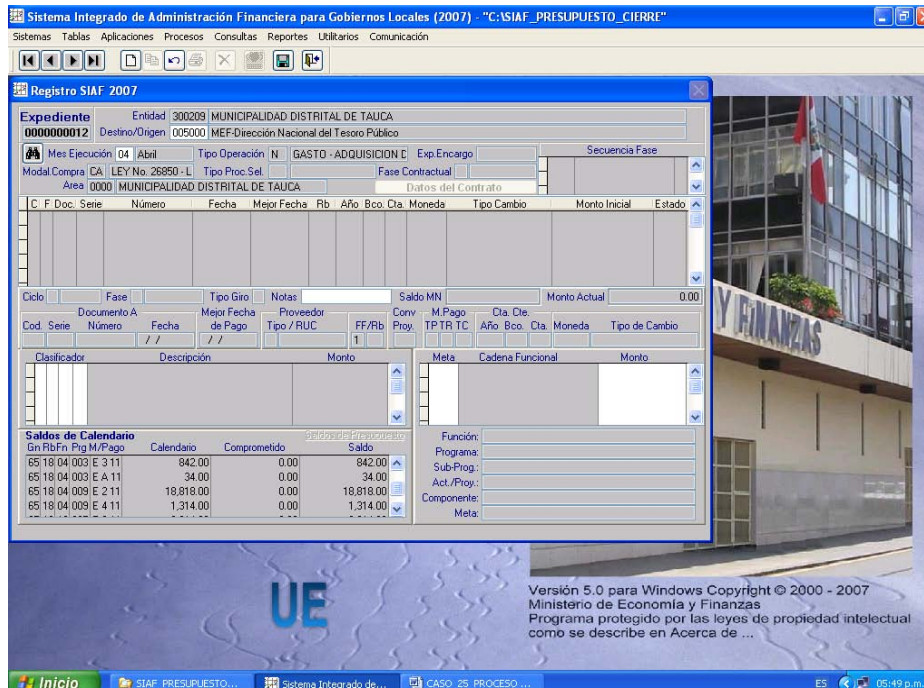 Sistema Integrado de Administración Financiera para Gobiernos Locales (2007) - "C:\SIAF_PRESUPUESTO_CIERRE"
Sistemas Tablas Aplicaciones Procesos Consultas Reportes Utilitarios Comunicación
Registro SIAF 2007
Expediente Entidad 300209 MUNICIPALIDAD DISTRITAL DE TAUCA
0000000012 Destino/Origen 005000 MEF-Dirección Nacional del Tesoro Público
Mes Ejecución 04 Abril Tipo Operación N GASTO - ADQUISICION D Exp.Encargo Secuencia Fase
Modal.Compra CA LEY No. 26850 - L Tipo Proc.Sel. Fase Contractual
Area 0000 MUNICIPALIDAD DISTRITAL DE TAUCA Datos del Contrato
C F Doc. Serie Número Fecha Mejor Fecha Rb Año Bco. Cta. Moneda Tipo Cambio Monto Inicial Estado
Ciclo Fase Tipo Giro Notas Saldo MN Monto Actual 0.00
Documento A Mejor Fecha Proveedor Conv M.Pago Cta. Cte.
Cod. Serie Número Fecha de Pago Tipo / RUC FF/Rb Proy. TP TR TC Año Bco. Cta. Moneda Tipo de Cambio
/ / / / 1
Clasificador Descripción Monto Meta Cadena Funcional Monto
Saldos de Calendario Saldos de Presupuesto
Gn Rb Fn Prg M/Pago Calendario Comprometido Saldo
65 18 04 003 E 3 11 842.00 0.00 842.00
65 18 04 003 E A 11 34.00 0.00 34.00
65 18 04 009 E 2 11 18,818.00 0.00 18,818.00
65 18 04 009 E 4 11 1,314.00 0.00 1,314.00
Función:
Programa:
Sub-Prog.:
Act./Proy.:
Componente:
Meta:
Y FINANZAS
UE
Versión 5.0 para Windows Copyright © 2000 - 2007
Ministerio de Economía y Finanzas
Programa protegido por las leyes de propiedad intelectual
como se describe en Acerca de ...
Inicio SIAF_PRESUPUESTO... Sistema Integrado de... CASO 25 PROCESO ... ES 05:49 p.m.